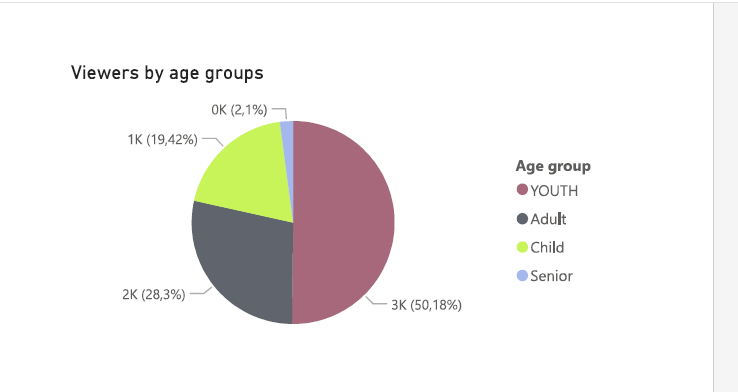 Viewers by age groups
0K (2,1%)
1K (19,42%)
2K (28,3%)
3K (50,18%)
Age group
YOUTH
Adult
Child
Senior